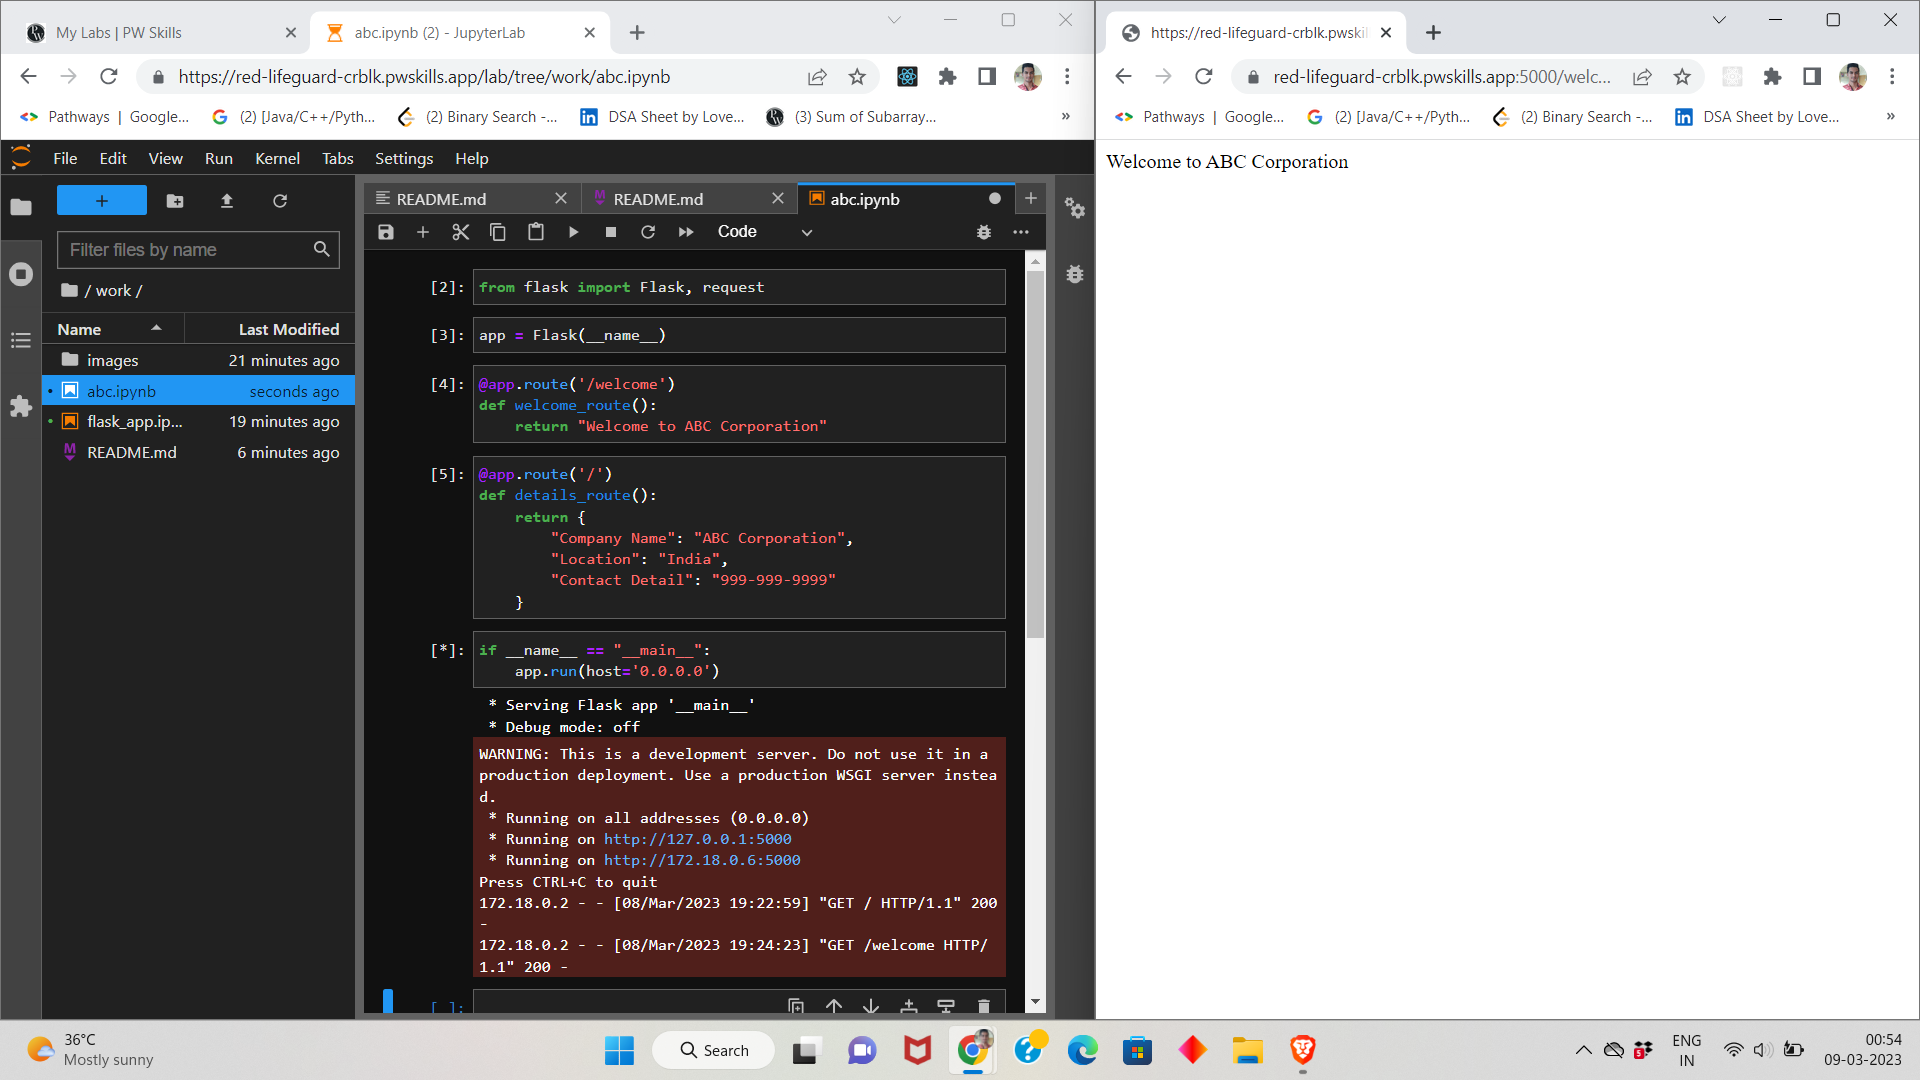 My Labs | PW Skills
abc.ipynb (2) - JupyterLab
https://red-lifeguard-crblk.pwskills.app/lab/tree/work/abc.ipynb
Pathways | Google...
(2) [Java/C++/Pyth...
(2) Binary Search -...
DSA Sheet by Love...
(3) Sum of Subarray...
»
File Edit View Run Kernel Tabs Settings Help
Filter files by name
/ work /
Name Last Modified
images 21 minutes ago
abc.ipynb seconds ago
flask_app.ip... 19 minutes ago
README.md 6 minutes ago
README.md
README.md
abc.ipynb
Code
[2]: from flask import Flask, request
[3]: app = Flask(__name__)
[4]: @app.route('/welcome')
def welcome_route():
    return "Welcome to ABC Corporation"
[5]: @app.route('/')
def details_route():
    return {
        "Company Name": "ABC Corporation",
        "Location": "India",
        "Contact Detail": "999-999-9999"
    }
[*]: if __name__ == "__main__":
    app.run(host='0.0.0.0')
 * Serving Flask app '__main__'
 * Debug mode: off
WARNING: This is a development server. Do not use it in a
production deployment. Use a production WSGI server instea
d.
 * Running on all addresses (0.0.0.0)
 * Running on http://127.0.0.1:5000
 * Running on http://172.18.0.6:5000
Press CTRL+C to quit
172.18.0.2 - - [08/Mar/2023 19:22:59] "GET / HTTP/1.1" 200
-
172.18.0.2 - - [08/Mar/2023 19:24:23] "GET /welcome HTTP/
1.1" 200 -
[ ]:
https://red-lifeguard-crblk.pwskil
red-lifeguard-crblk.pwskills.app:5000/welc...
Pathways | Google...
(2) [Java/C++/Pyth...
(2) Binary Search -...
DSA Sheet by Love...
»
Welcome to ABC Corporation
36°C
Mostly sunny
Search
ENG
IN
00:54
09-03-2023